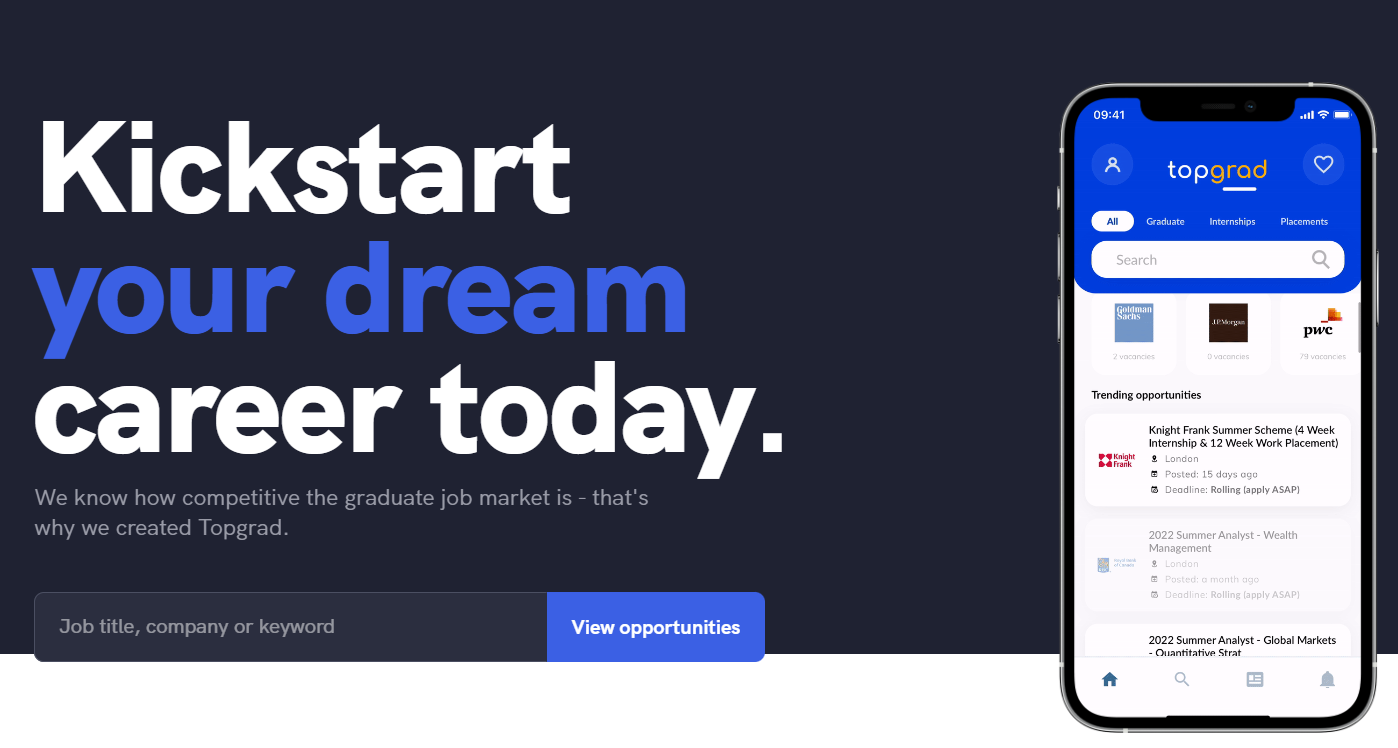 Kickstart
your dream
career today.
We know how competitive the graduate job market is - that's
why we created Topgrad.
Job title, company or keyword
View opportunities
09:41
topgrad
All
Graduate
Internships
Placements
Search
Goldman
Sachs
2 vacancies
J.P.Morgan
0 vacancies
pwc
79 vacancies
Trending opportunities
Knight
Frank
Knight Frank Summer Scheme (4 Week
Internship & 12 Week Work Placement)
London
Posted: 15 days ago
Deadline: Rolling (apply ASAP)
Royal Bank
of Canada
2022 Summer Analyst - Wealth
Management
London
Posted: a month ago
Deadline: Rolling (apply ASAP)
2022 Summer Analyst - Global Markets
- Quantitative Strat